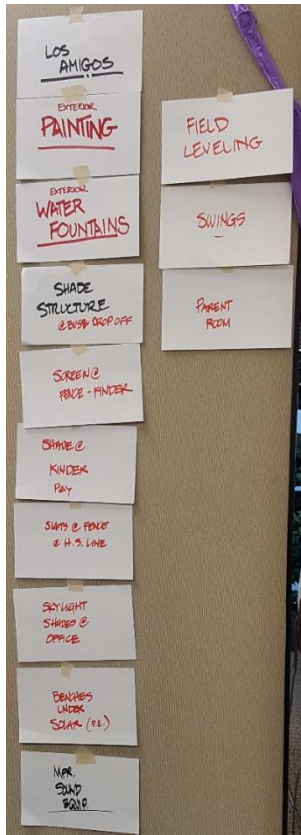 LOS
AMIGOS
EXTERIOR
PAINTING
EXTERIOR
WATER
FOUNTAINS
SHADE
STRUCTURE
@ BUS & DROP OFF
SCREEN @
FENCE - KINDER
SHADE @
KINDER
PLAY
SLATS @ FENCE
@ H.S. LINE
SKYLIGHT
SHADES @
OFFICE
BENCHES
UNDER
SOLAR (P.E.)
MPR.
SOUND
EQUIP.
FIELD
LEVELING
SWINGS
PARENT
ROOM